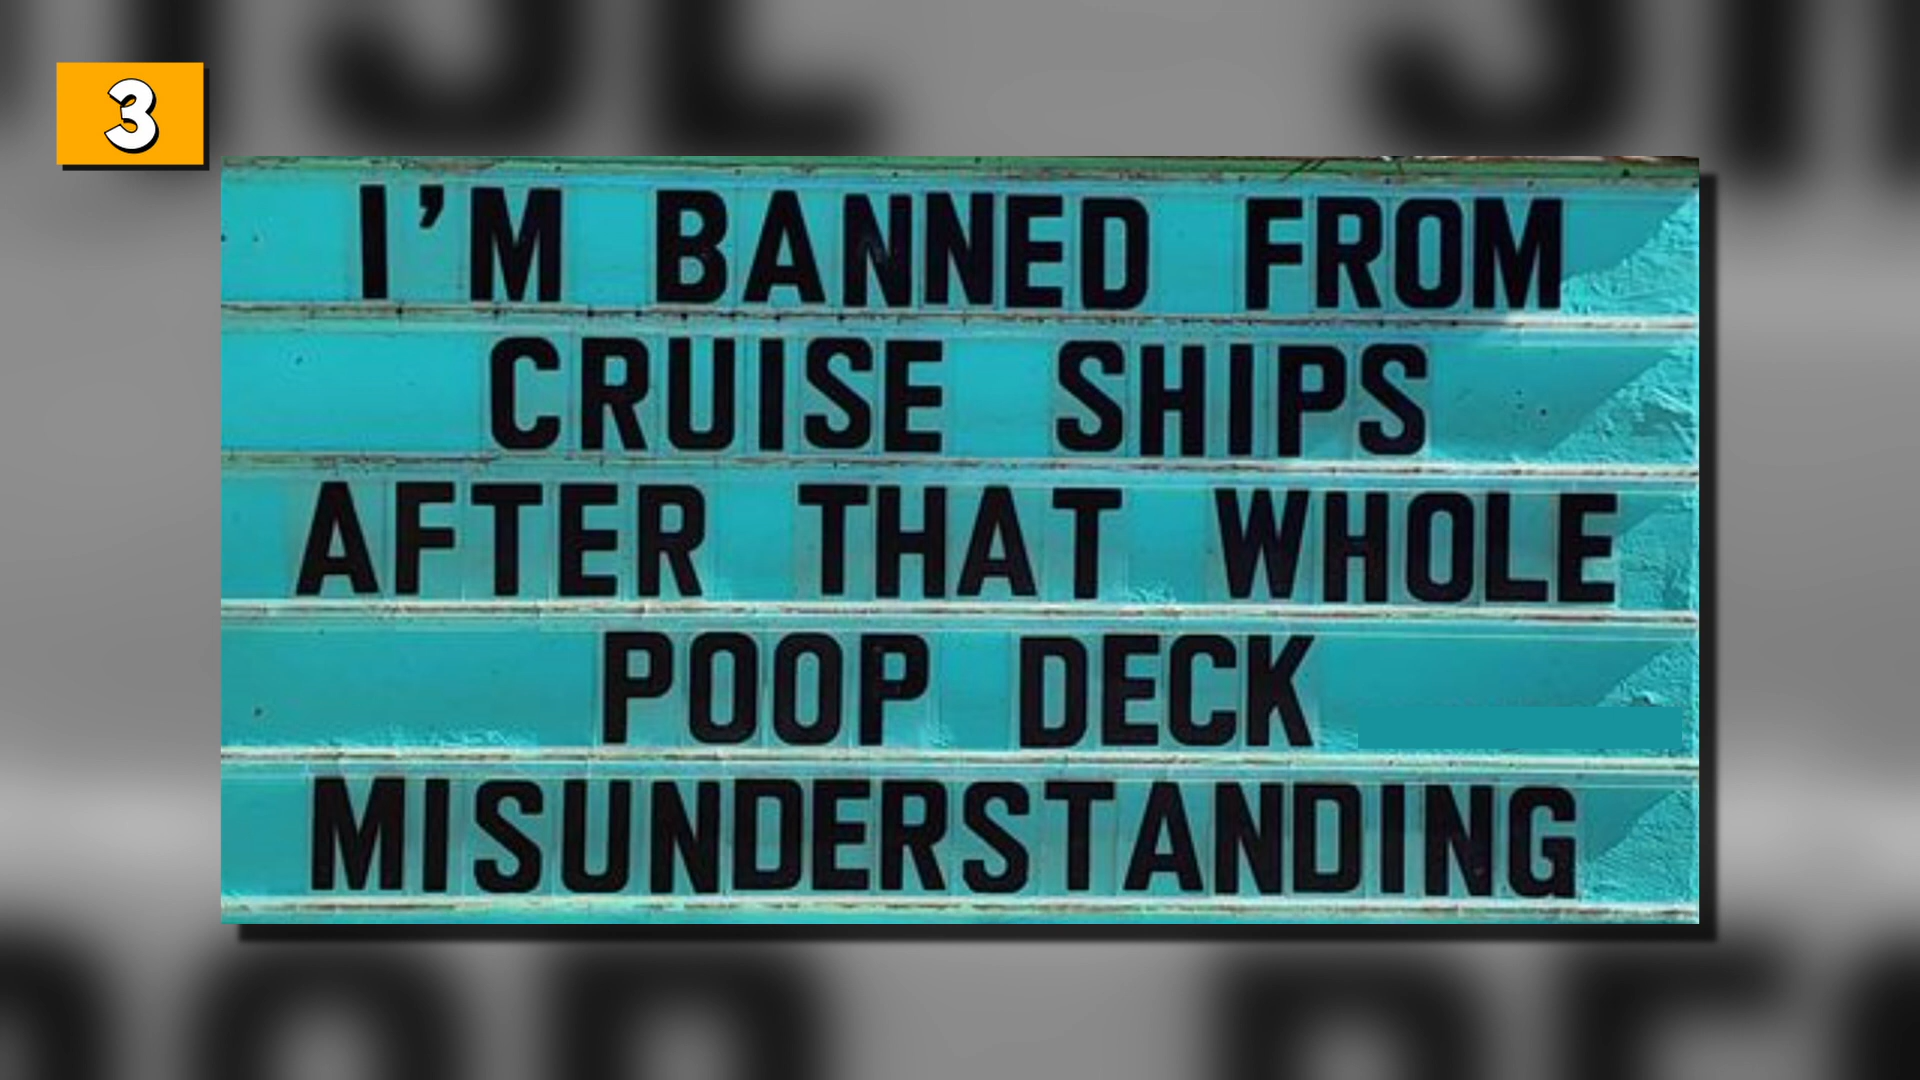 3
I'M BANNED FROM
CRUISE SHIPS
AFTER THAT WHOLE
POOP DECK
MISUNDERSTANDING